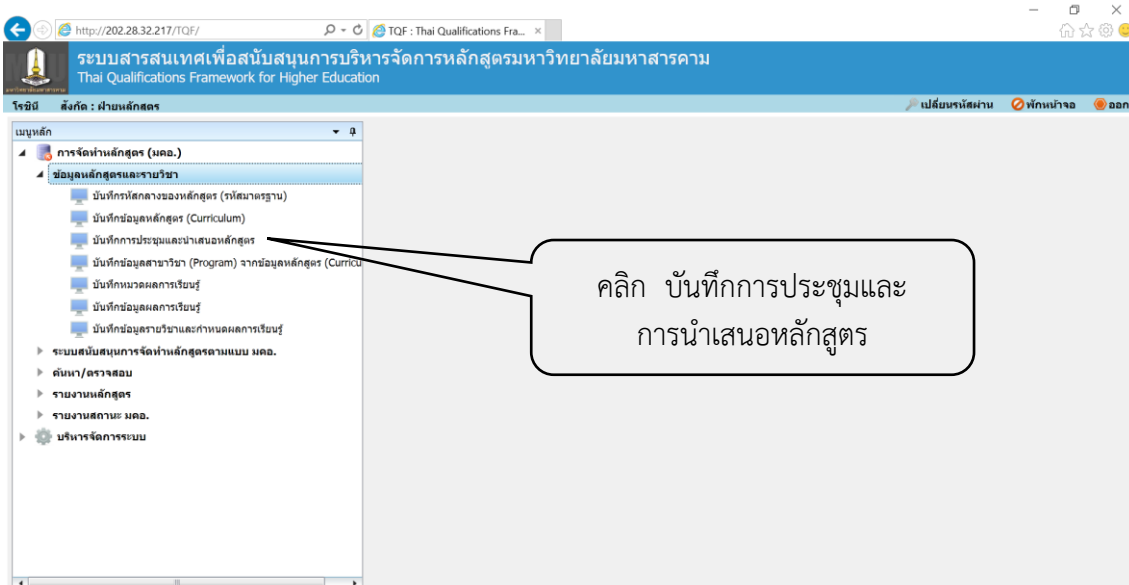 http://202.28.32.217/TQF/
TQF : Thai Qualifications Fra...
ระบบสารสนเทศเพื่อสนับสนุนการบริหารจัดการหลักสูตรมหาวิทยาลัยมหาสารคาม
Thai Qualifications Framework for Higher Education
โรชินี สังกัด : ฝ่ายหลักสูตร
เปลี่ยนรหัสผ่าน พักหน้าจอ ออก
เมนูหลัก
การจัดทำหลักสูตร (มคอ.)
ข้อมูลหลักสูตรและรายวิชา
บันทึกรหัสกลางของหลักสูตร (รหัสมาตรฐาน)
บันทึกข้อมูลหลักสูตร (Curriculum)
บันทึกการประชุมและนำเสนอหลักสูตร
บันทึกข้อมูลสาขาวิชา (Program) จากข้อมูลหลักสูตร (Curricu
บันทึกหมวดผลการเรียนรู้
บันทึกข้อมูลผลการเรียนรู้
บันทึกข้อมูลรายวิชาและกำหนดผลการเรียนรู้
ระบบสนับสนุนการจัดทำหลักสูตรตามแบบ มคอ.
ค้นหา/ตรวจสอบ
รายงานหลักสูตร
รายงานสถานะ มคอ.
บริหารจัดการระบบ
คลิก บันทึกการประชุมและ
การนำเสนอหลักสูตร